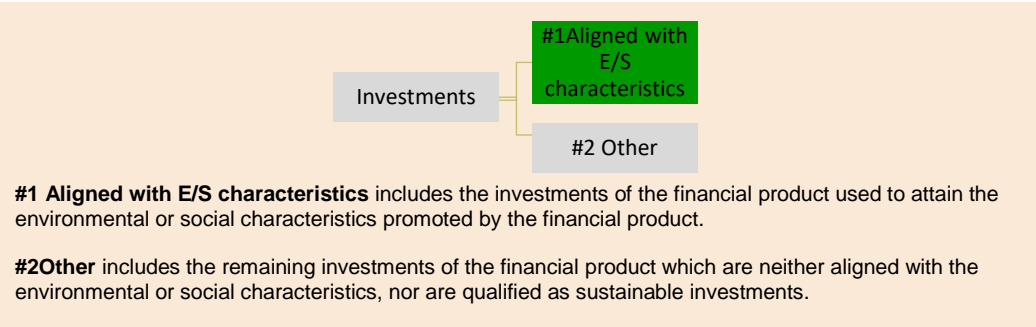 #1Aligned with
E/S
characteristics
Investments
#2 Other
#1 Aligned with E/S characteristics includes the investments of the financial product used to attain the
environmental or social characteristics promoted by the financial product.
#2Other includes the remaining investments of the financial product which are neither aligned with the
environmental or social characteristics, nor are qualified as sustainable investments.